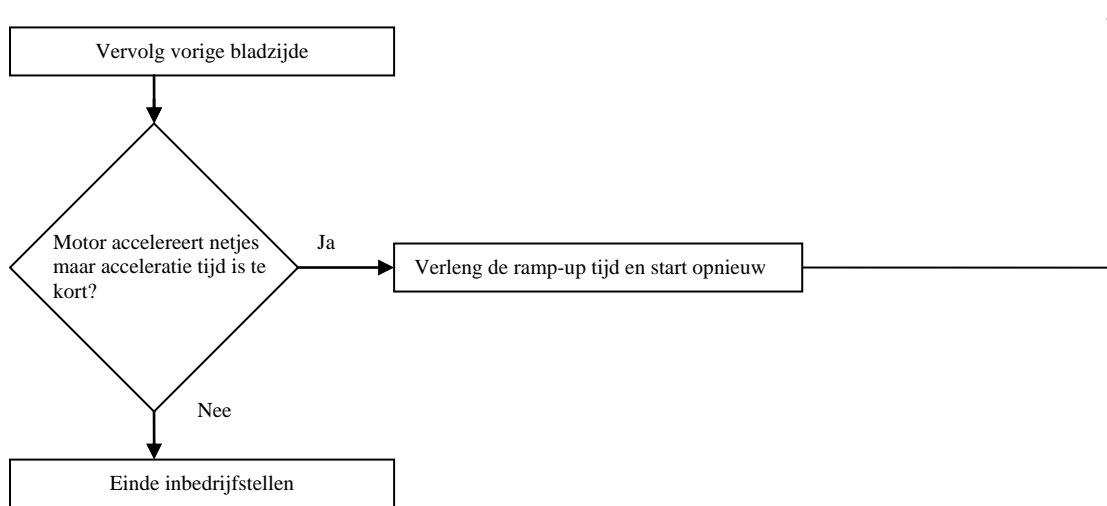 Vervolg vorige bladzijde
Motor accelereert netjes
maar acceleratie tijd is te
kort?
Ja
Verleng de ramp-up tijd en start opnieuw
Nee
Einde inbedrijfstellen